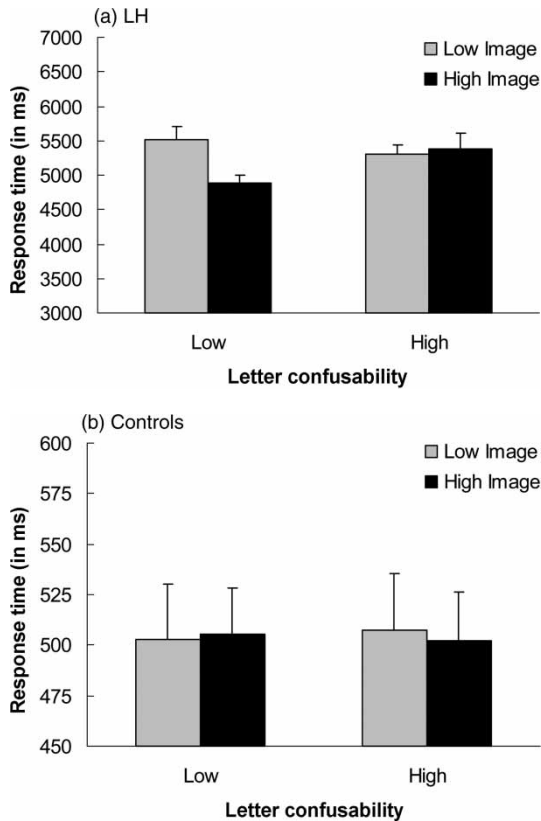 (a) LH
Low Image
High Image
7000
6500
6000
5500
5000
4500
4000
3500
3000
Response time (in ms)
Low
High
Letter confusability
(b) Controls
Low Image
High Image
600
575
550
525
500
475
450
Response time (in ms)
Low
High
Letter confusability